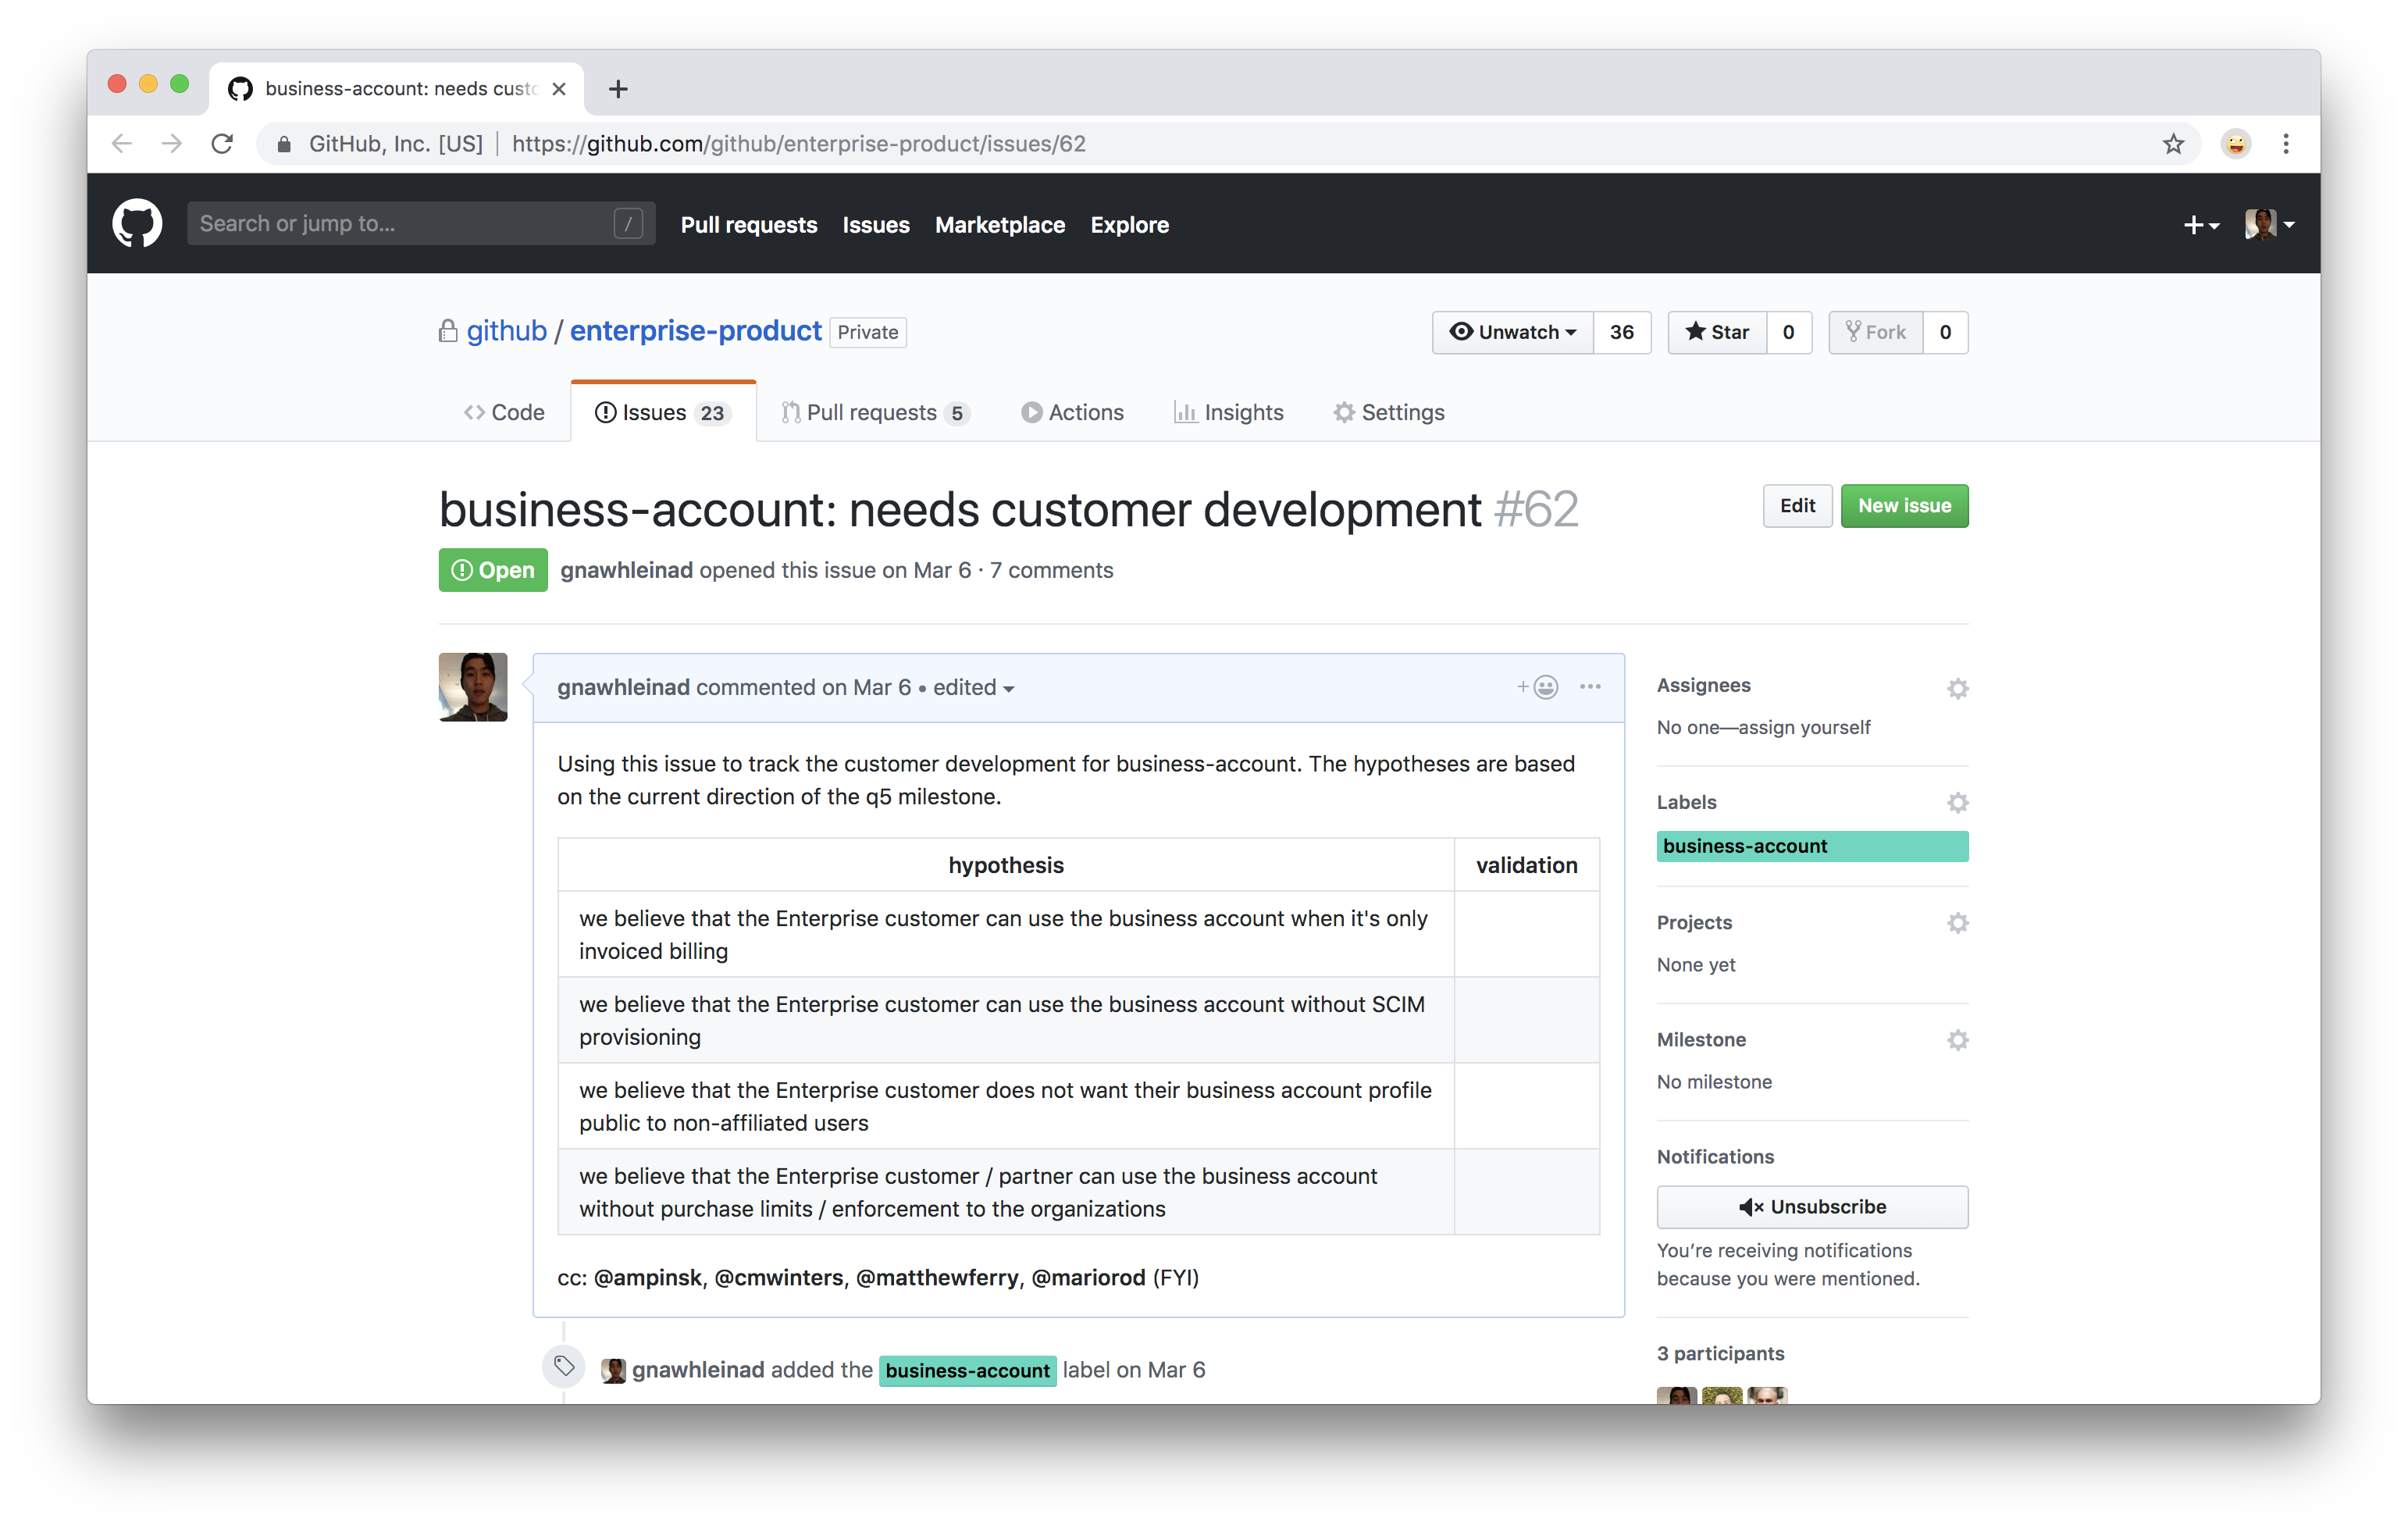 business-account: needs custo
GitHub, Inc. [US] | https://github.com/github/enterprise-product/issues/62
Search or jump to... /
Pull requests Issues Marketplace Explore
github / enterprise-product Private
Unwatch 36 Star 0 Fork 0
Code Issues 23 Pull requests 5 Actions Insights Settings
business-account: needs customer development #62
Edit New issue
Open gnawhleinad opened this issue on Mar 6 · 7 comments
gnawhleinad commented on Mar 6 • edited
Using this issue to track the customer development for business-account. The hypotheses are based
on the current direction of the q5 milestone.
hypothesis validation
we believe that the Enterprise customer can use the business account when it's only
invoiced billing
we believe that the Enterprise customer can use the business account without SCIM
provisioning
we believe that the Enterprise customer does not want their business account profile
public to non-affiliated users
we believe that the Enterprise customer / partner can use the business account
without purchase limits / enforcement to the organizations
cc: @ampinsk, @cmwinters, @matthewferry, @mariorod (FYI)
gnawhleinad added the business-account label on Mar 6
Assignees
No one—assign yourself
Labels
business-account
Projects
None yet
Milestone
No milestone
Notifications
Unsubscribe
You’re receiving notifications
because you were mentioned.
3 participants